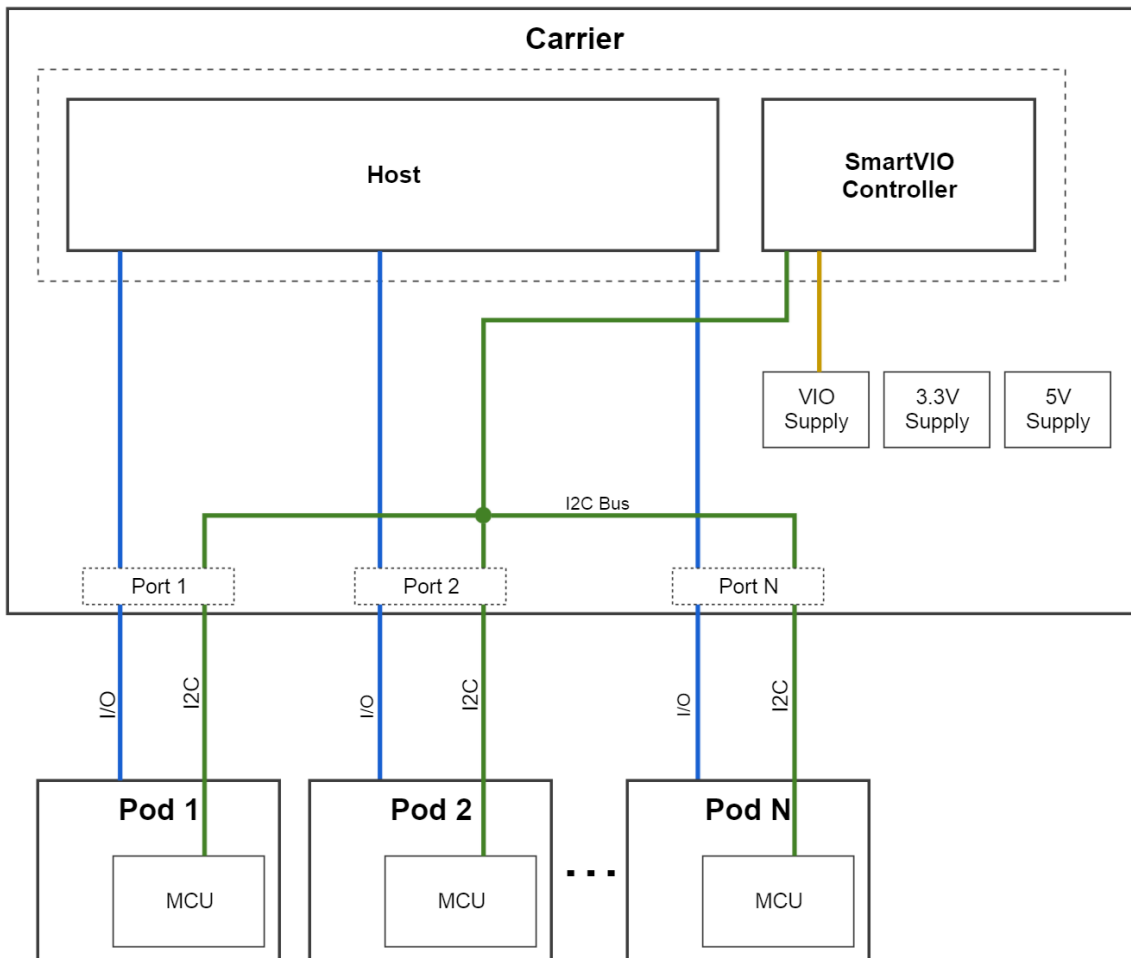 Carrier
Host
SmartVIO
Controller
VIO
Supply
3.3V
Supply
5V
Supply
I2C Bus
Port 1
Port 2
Port N
I/O
I2C
I/O
I2C
I/O
I2C
Pod 1
Pod 2
Pod N
MCU
MCU
...
MCU